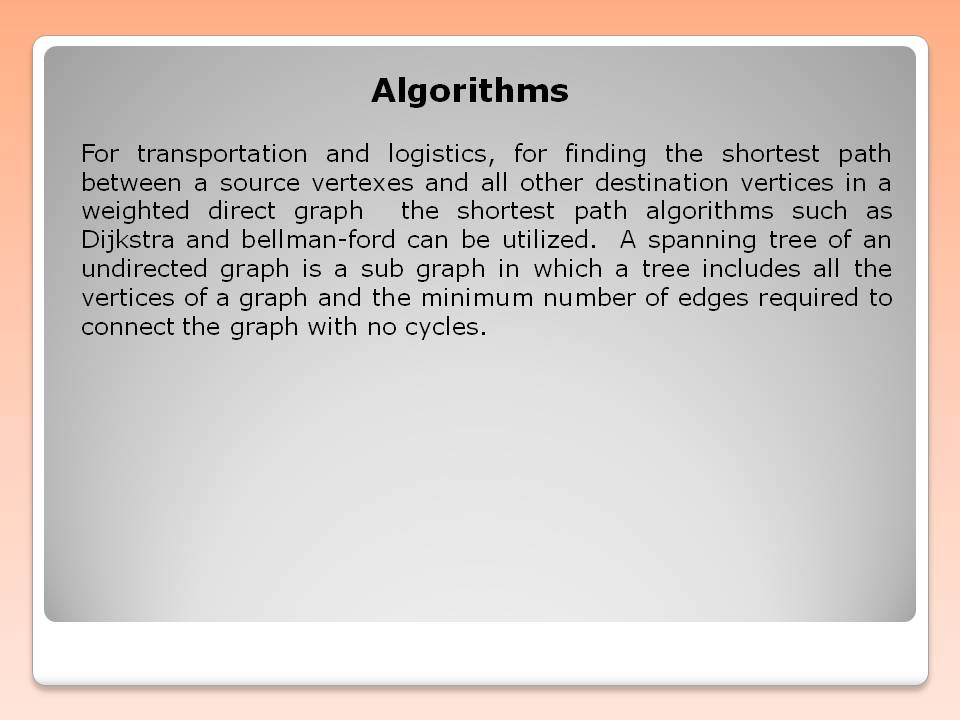 Algorithms
For transportation and logistics, for finding the shortest path
between a source vertexes and all other destination vertices in a
weighted direct graph  the shortest path algorithms such as
Dijkstra and bellman-ford can be utilized.  A spanning tree of an
undirected graph is a sub graph in which a tree includes all the
vertices of a graph and the minimum number of edges required to
connect the graph with no cycles.